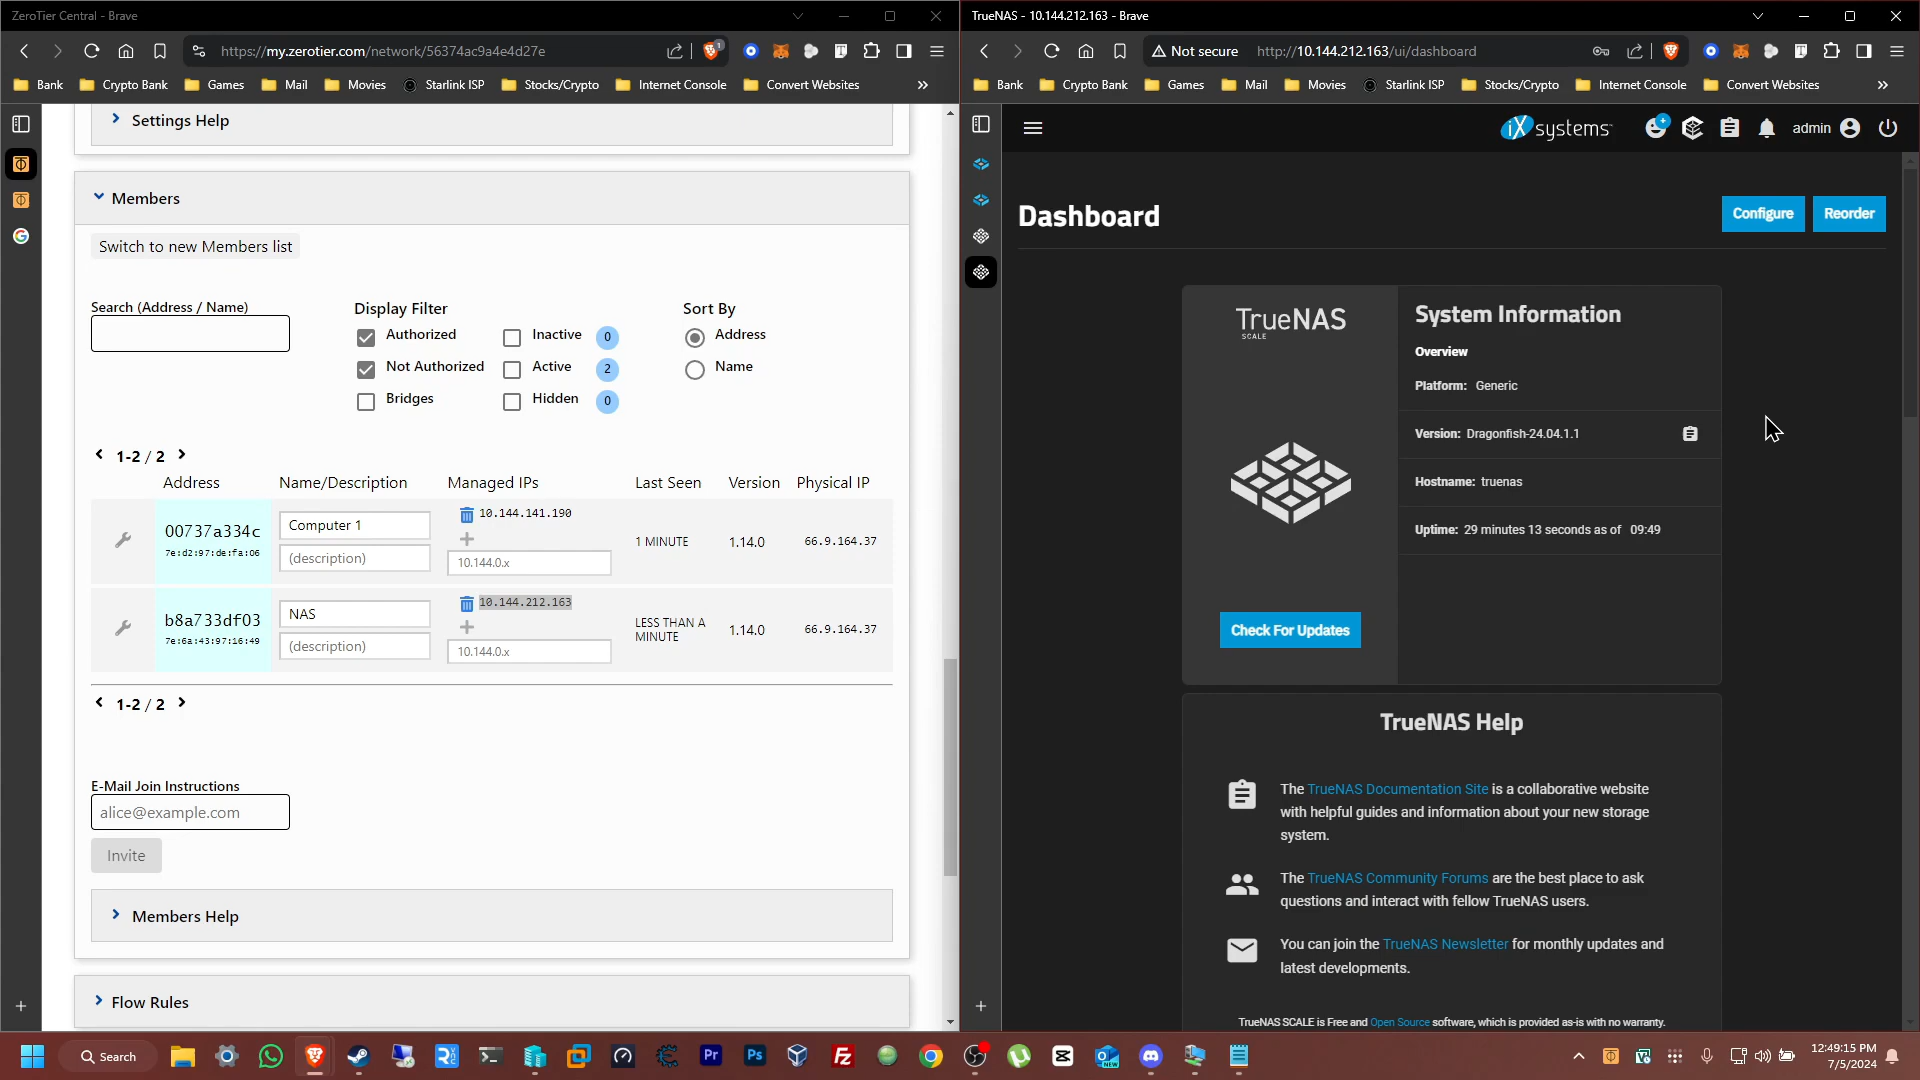 ZeroTier Central - Brave
https://my.zerotier.com/network/56374ac9a4e4d27e
1
Bank
Crypto Bank
Games
Mail
Movies
Starlink ISP
Stocks/Crypto
Internet Console
Convert Websites
»
Settings Help
Members
Switch to new Members list
Search (Address / Name)
Display Filter
Sort By
Authorized
Inactive
0
Address
Not Authorized
Active
2
Name
Bridges
Hidden
0
1-2 / 2
Address
Name/Description
Managed IPs
Last Seen
Version
Physical IP
00737a334c
7e:d2:97:de:fa:06
Computer 1
(description)
10.144.141.190
10.144.0.x
1 MINUTE
1.14.0
66.9.164.37
b8a733df03
7e:6a:43:97:16:49
NAS
(description)
10.144.212.163
10.144.0.x
LESS THAN A
MINUTE
1.14.0
66.9.164.37
1-2 / 2
E-Mail Join Instructions
alice@example.com
Invite
Members Help
Flow Rules
TrueNAS - 10.144.212.163 - Brave
Not secure
http://10.144.212.163/ui/dashboard
Bank
Crypto Bank
Games
Mail
Movies
Starlink ISP
Stocks/Crypto
Internet Console
Convert Websites
»
iX systems
admin
Dashboard
Configure
Reorder
TrueNAS
SCALE
Check For Updates
System Information
Overview
Platform: Generic
Version: Dragonfish-24.04.1.1
Hostname: truenas
Uptime: 29 minutes 13 seconds as of 09:49
TrueNAS Help
The TrueNAS Documentation Site is a collaborative website
with helpful guides and information about your new storage
system.
The TrueNAS Community Forums are the best place to ask
questions and interact with fellow TrueNAS users.
You can join the TrueNAS Newsletter for monthly updates and
latest developments.
TrueNAS SCALE is Free and Open Source software, which is provided as-is with no warranty.
Search
Pr
Ps
Fz
NEW
12:49:15 PM
7/5/2024